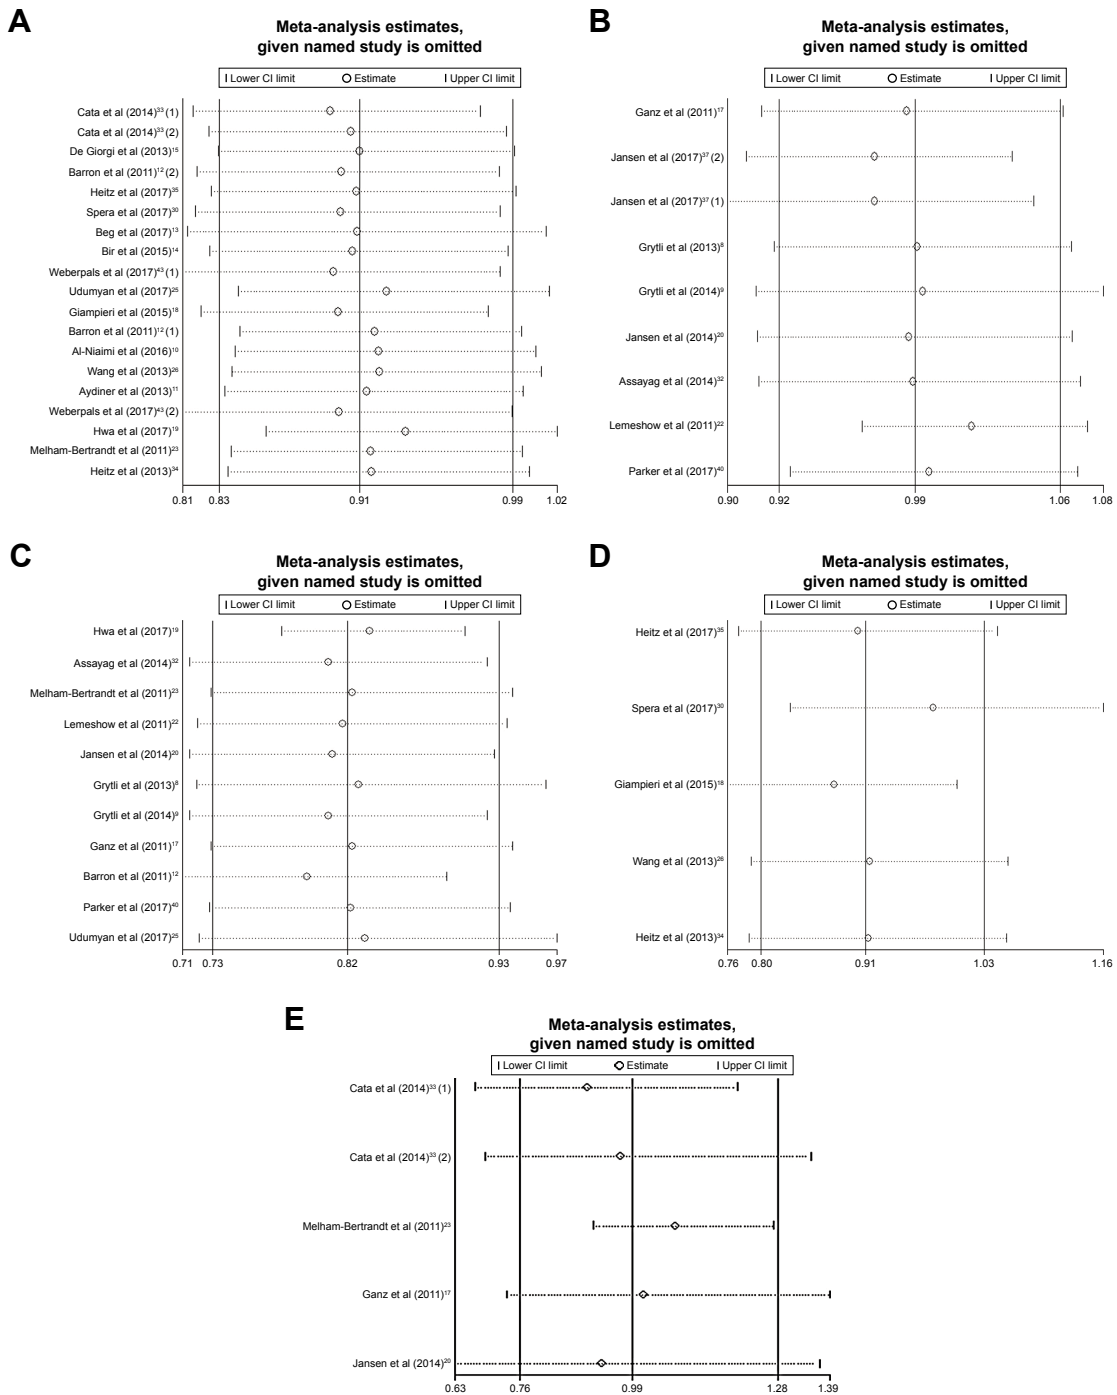 A
Meta-analysis estimates,
given named study is omitted
Lower CI limit Estimate Upper CI limit
Cata et al (2014)³³ (1)
Cata et al (2014)³³ (2)
De Giorgi et al (2013)¹⁵
Barron et al (2011)¹² (2)
Heitz et al (2017)³⁵
Spera et al (2017)³⁰
Beg et al (2017)¹³
Bir et al (2015)¹⁴
Weberpals et al (2017)⁴³ (1)
Udumyan et al (2017)²⁵
Giampieri et al (2015)¹⁸
Barron et al (2011)¹² (1)
Al-Niaimi et al (2016)¹⁰
Wang et al (2013)²⁶
Aydiner et al (2013)¹¹
Weberpals et al (2017)⁴³ (2)
Hwa et al (2017)¹⁹
Melham-Bertrandt et al (2011)²³
Heitz et al (2013)³⁴
0.81 0.83 0.91 0.99 1.02
B
Meta-analysis estimates,
given named study is omitted
Lower CI limit Estimate Upper CI limit
Ganz et al (2011)¹⁷
Jansen et al (2017)³⁷ (2)
Jansen et al (2017)³⁷ (1)
Grytli et al (2013)⁸
Grytli et al (2014)⁹
Jansen et al (2014)²⁰
Assayag et al (2014)³²
Lemeshow et al (2011)²²
Parker et al (2017)⁴⁰
0.90 0.92 0.99 1.06 1.08
C
Meta-analysis estimates,
given named study is omitted
Lower CI limit Estimate Upper CI limit
Hwa et al (2017)¹⁹
Assayag et al (2014)³²
Melham-Bertrandt et al (2011)²³
Lemeshow et al (2011)²²
Jansen et al (2014)²⁰
Grytli et al (2013)⁸
Grytli et al (2014)⁹
Ganz et al (2011)¹⁷
Barron et al (2011)¹²
Parker et al (2017)⁴⁰
Udumyan et al (2017)²⁵
0.71 0.73 0.82 0.93 0.97
D
Meta-analysis estimates,
given named study is omitted
Lower CI limit Estimate Upper CI limit
Heitz et al (2017)³⁵
Spera et al (2017)³⁰
Giampieri et al (2015)¹⁸
Wang et al (2013)²⁶
Heitz et al (2013)³⁴
0.76 0.80 0.91 1.03 1.16
E
Meta-analysis estimates,
given named study is omitted
Lower CI limit Estimate Upper CI limit
Cata et al (2014)³³ (1)
Cata et al (2014)³³ (2)
Melham-Bertrandt et al (2011)²³
Ganz et al (2011)¹⁷
Jansen et al (2014)²⁰
0.63 0.76 0.99 1.28 1.39